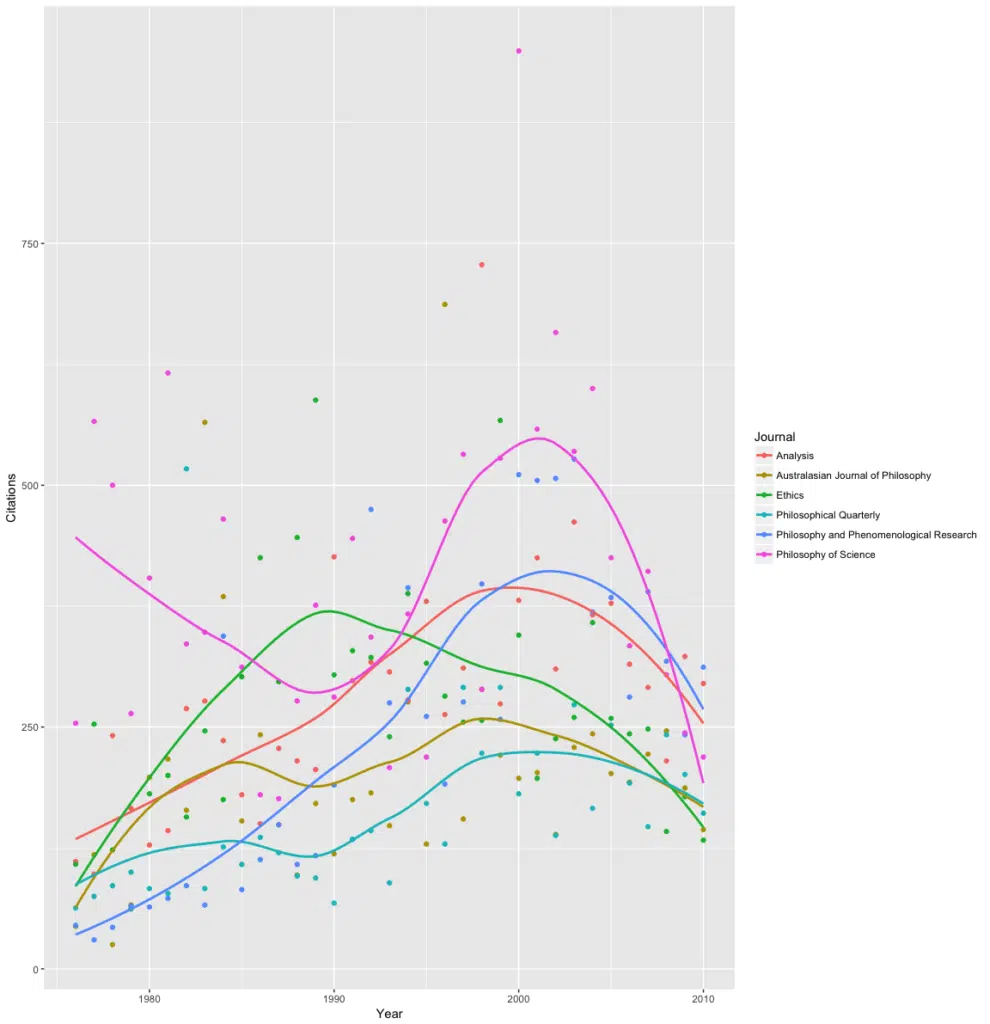 750
500
250
0
Citations
1980 1990 2000 2010
Year
Journal
Analysis
Australasian Journal of Philosophy
Ethics
Philosophical Quarterly
Philosophy and Phenomenological Research
Philosophy of Science